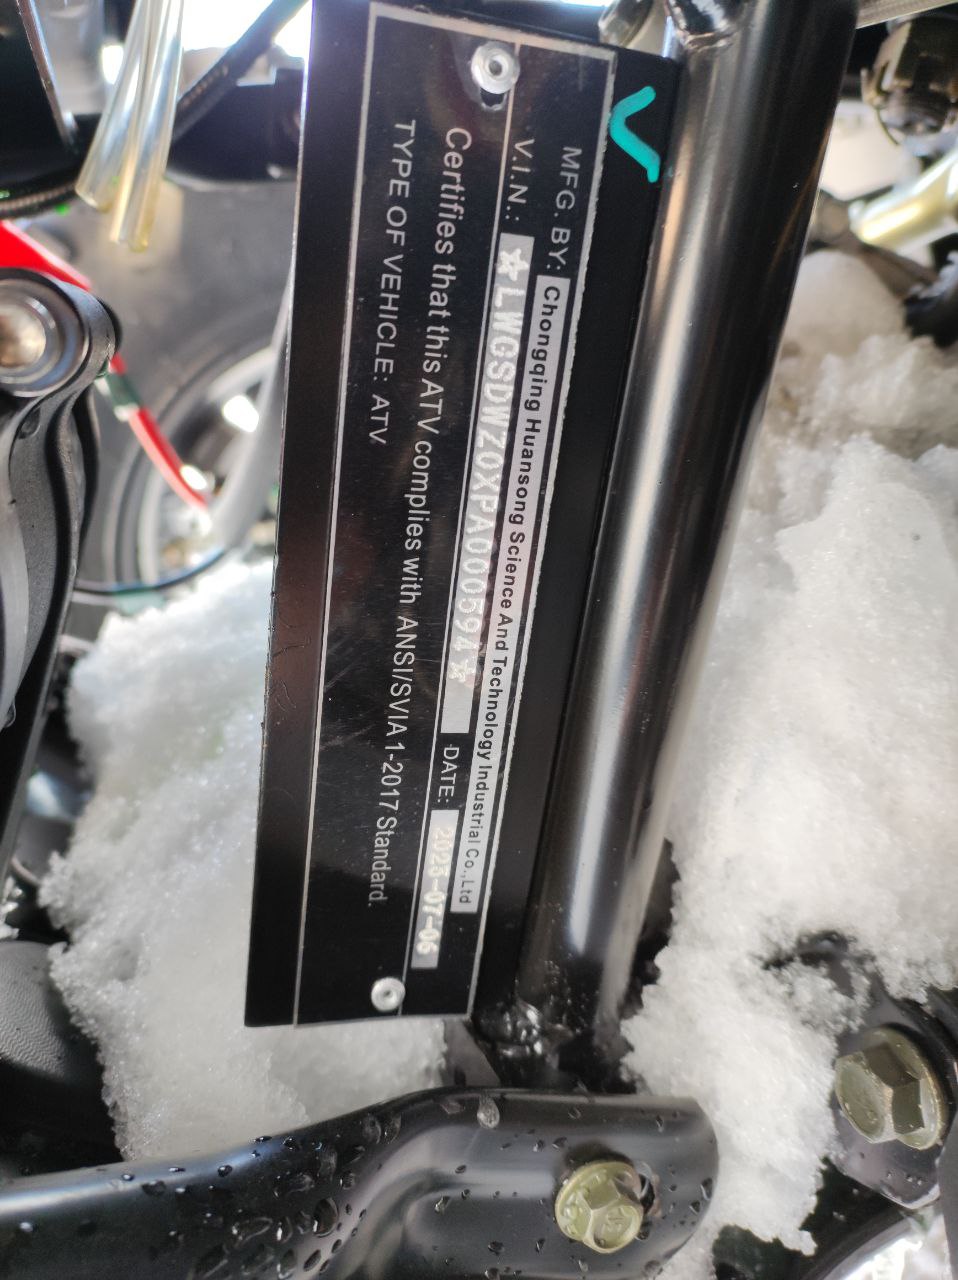 MFG. BY: Chongqing Huansong Science And Technology Industrial Co.,Ltd
V.I.N.: ☆LWGSDWZ0XPA000594☆ DATE: 2023-07-06
Certifies that this ATV complies with ANSI/SVIA 1-2017 Standard.
TYPE OF VEHICLE: ATV